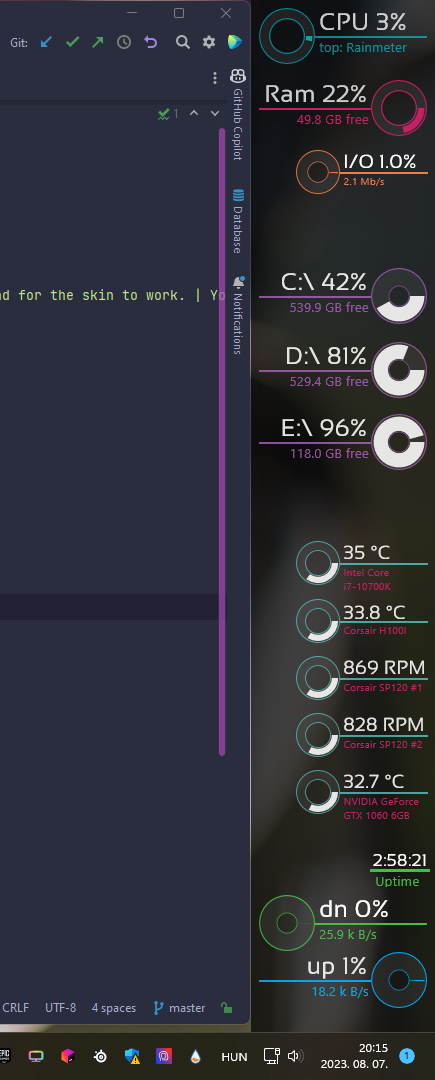 Git:
1
GitHub Copilot
Database
Notifications
d for the skin to work. | Yo
CRLF UTF-8 4 spaces master
CPU 3%
top: Rainmeter
Ram 22%
49.8 GB free
I/O 1.0%
2.1 Mb/s
C:\ 42%
539.9 GB free
D:\ 81%
529.4 GB free
E:\ 96%
118.0 GB free
35 °C
Intel Core
i7-10700K
33.8 °C
Corsair H100I
869 RPM
Corsair SP120 #1
828 RPM
Corsair SP120 #2
32.7 °C
NVIDIA GeForce
GTX 1060 6GB
2:58:21
Uptime
dn 0%
25.9 k B/s
up 1%
18.2 k B/s
EPIC
HUN
20:15
2023. 08. 07.
1